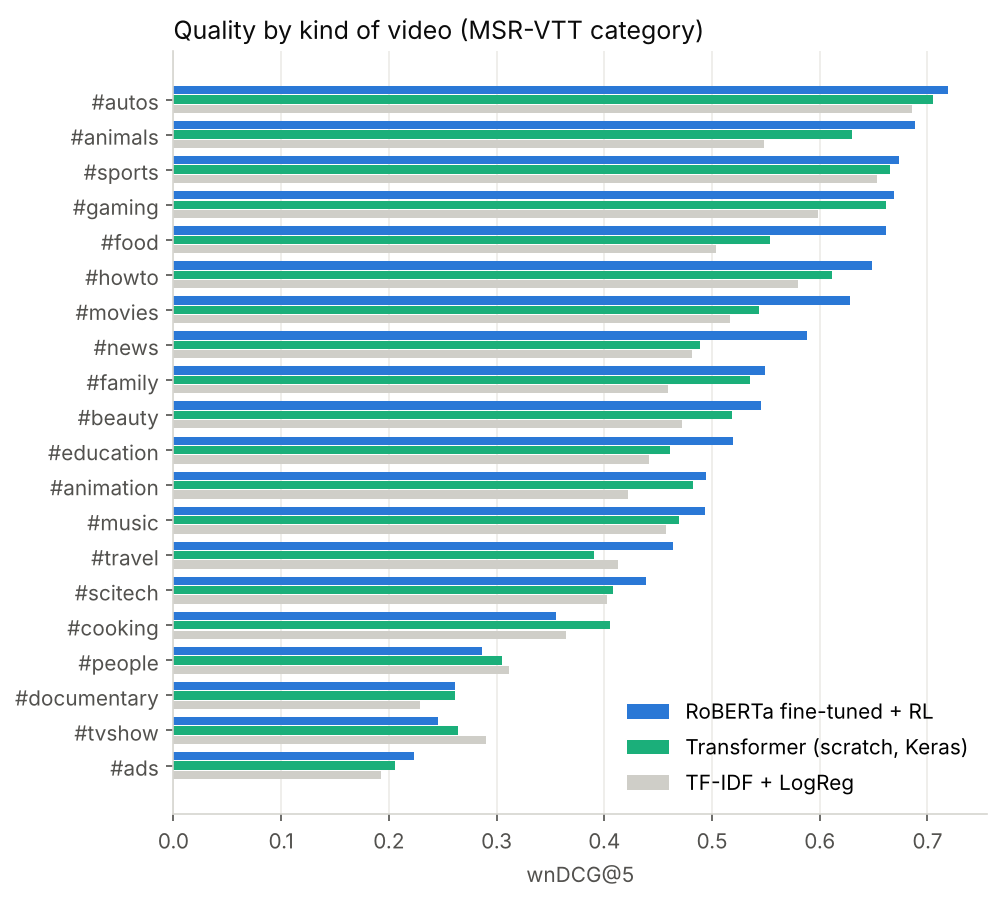 Quality by kind of video (MSR-VTT category)
#autos
#animals
#sports
#gaming
#food
#howto
#movies
#news
#family
#beauty
#education
#animation
#music
#travel
#scitech
#cooking
#people
#documentary
#tvshow
#ads
RoBERTa fine-tuned + RL
Transformer (scratch, Keras)
TF-IDF + LogReg
0.0 0.1 0.2 0.3 0.4 0.5 0.6 0.7
wnDCG@5